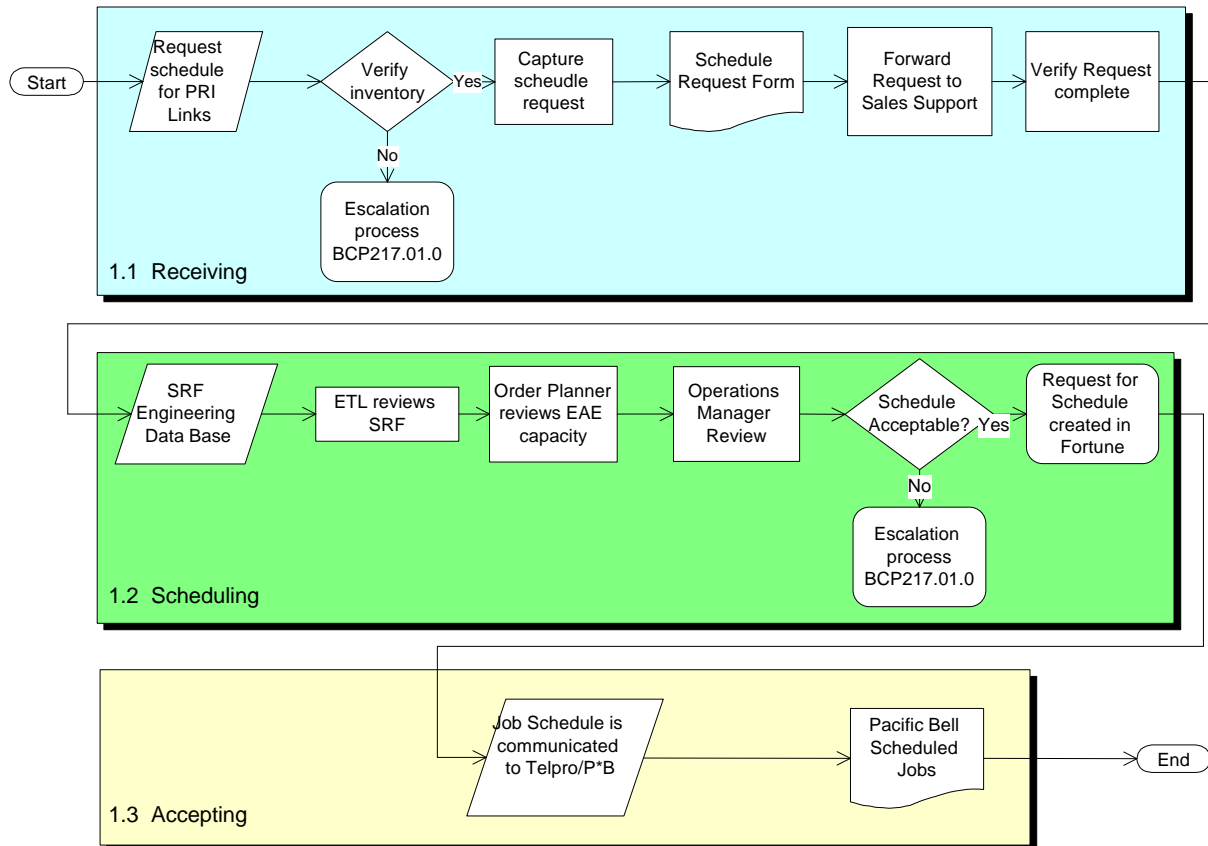 Start
Request
schedule
for PRI
Links
Verify
inventory
Yes
No
Escalation
process
BCP217.01.0
Capture
scheudle
request
Schedule
Request Form
Forward
Request to
Sales Support
Verify Request
complete
1.1 Receiving
SRF
Engineering
Data Base
ETL reviews
SRF
Order Planner
reviews EAE
capacity
Operations
Manager
Review
Schedule
Acceptable?
Yes
No
Escalation
process
BCP217.01.0
Request for
Schedule
created in
Fortune
1.2 Scheduling
Job Schedule is
communicated
to Telpro/P*B
Pacific Bell
Scheduled
Jobs
End
1.3 Accepting